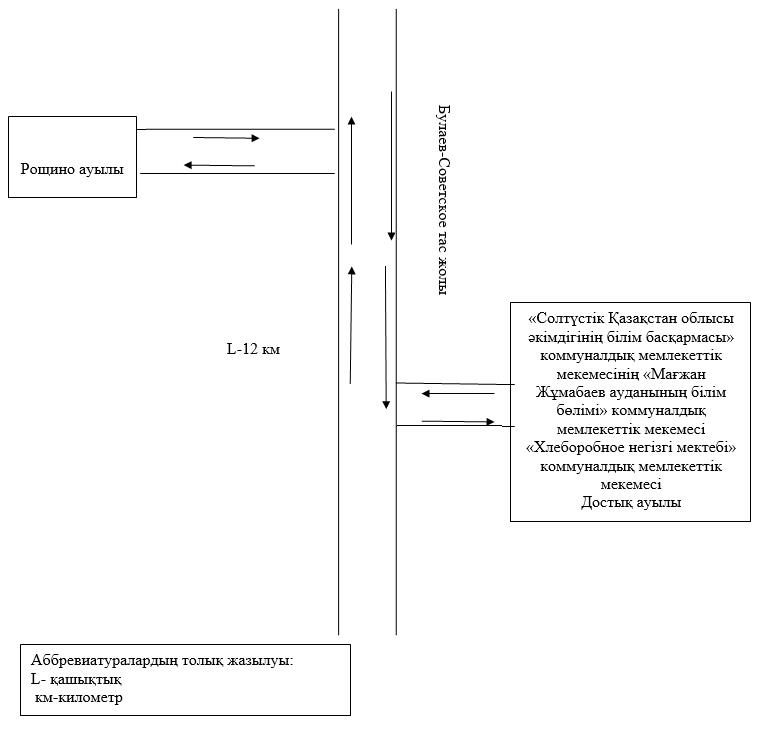 Булаев-Советское тас жолы
Рощино ауылы
L-12 км
«Солтүстік Қазақстан облысы
әкімдігінің білім басқармасы»
коммуналдық мемлекеттік
мекемесінің «Мағжан
Жұмабаев ауданының білім
бөлімі» коммуналдық
мемлекеттік мекемесі
«Хлеборобное негізгі мектебі»
коммуналдық мемлекеттік
мекемесі
Достық ауылы
Аббревиатуралардың толық жазылуы:
L- қашықтық
км-километр